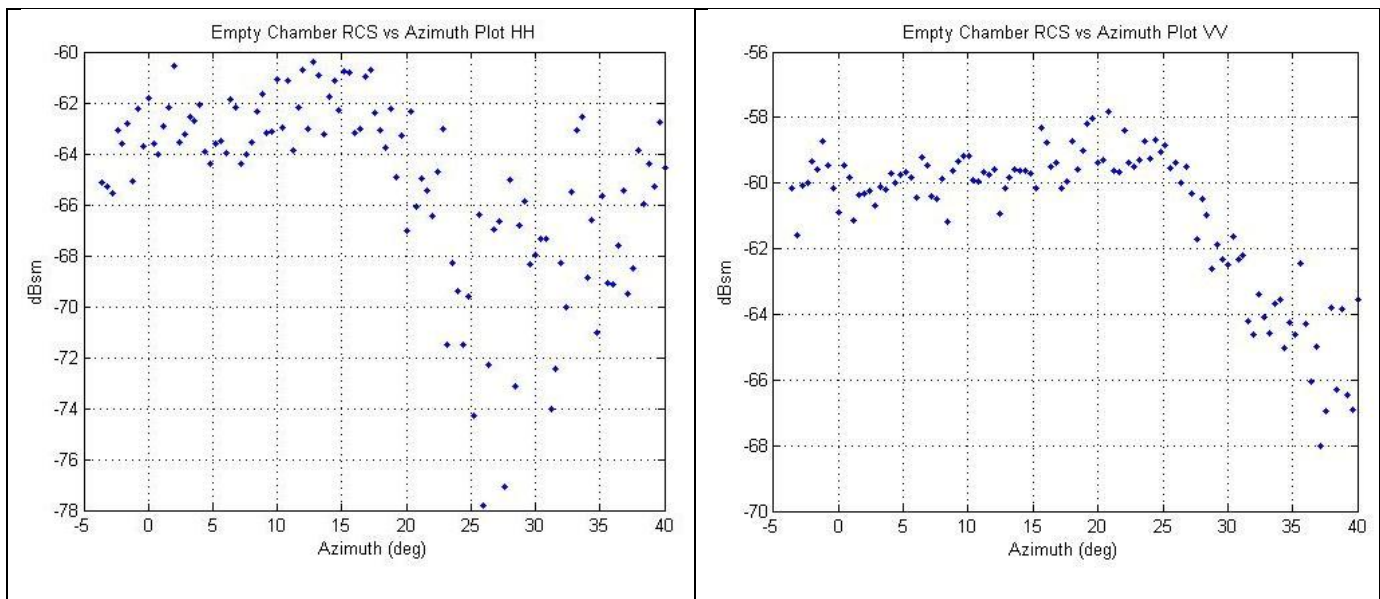 Empty Chamber RCS vs Azimuth Plot HH
-60
-62
-64
-66
-68
-70
-72
-74
-76
-78
dBsm
-5 0 5 10 15 20 25 30 35 40
Azimuth (deg)
Empty Chamber RCS vs Azimuth Plot VV
-56
-58
-60
-62
-64
-66
-68
-70
dBsm
-5 0 5 10 15 20 25 30 35 40
Azimuth (deg)